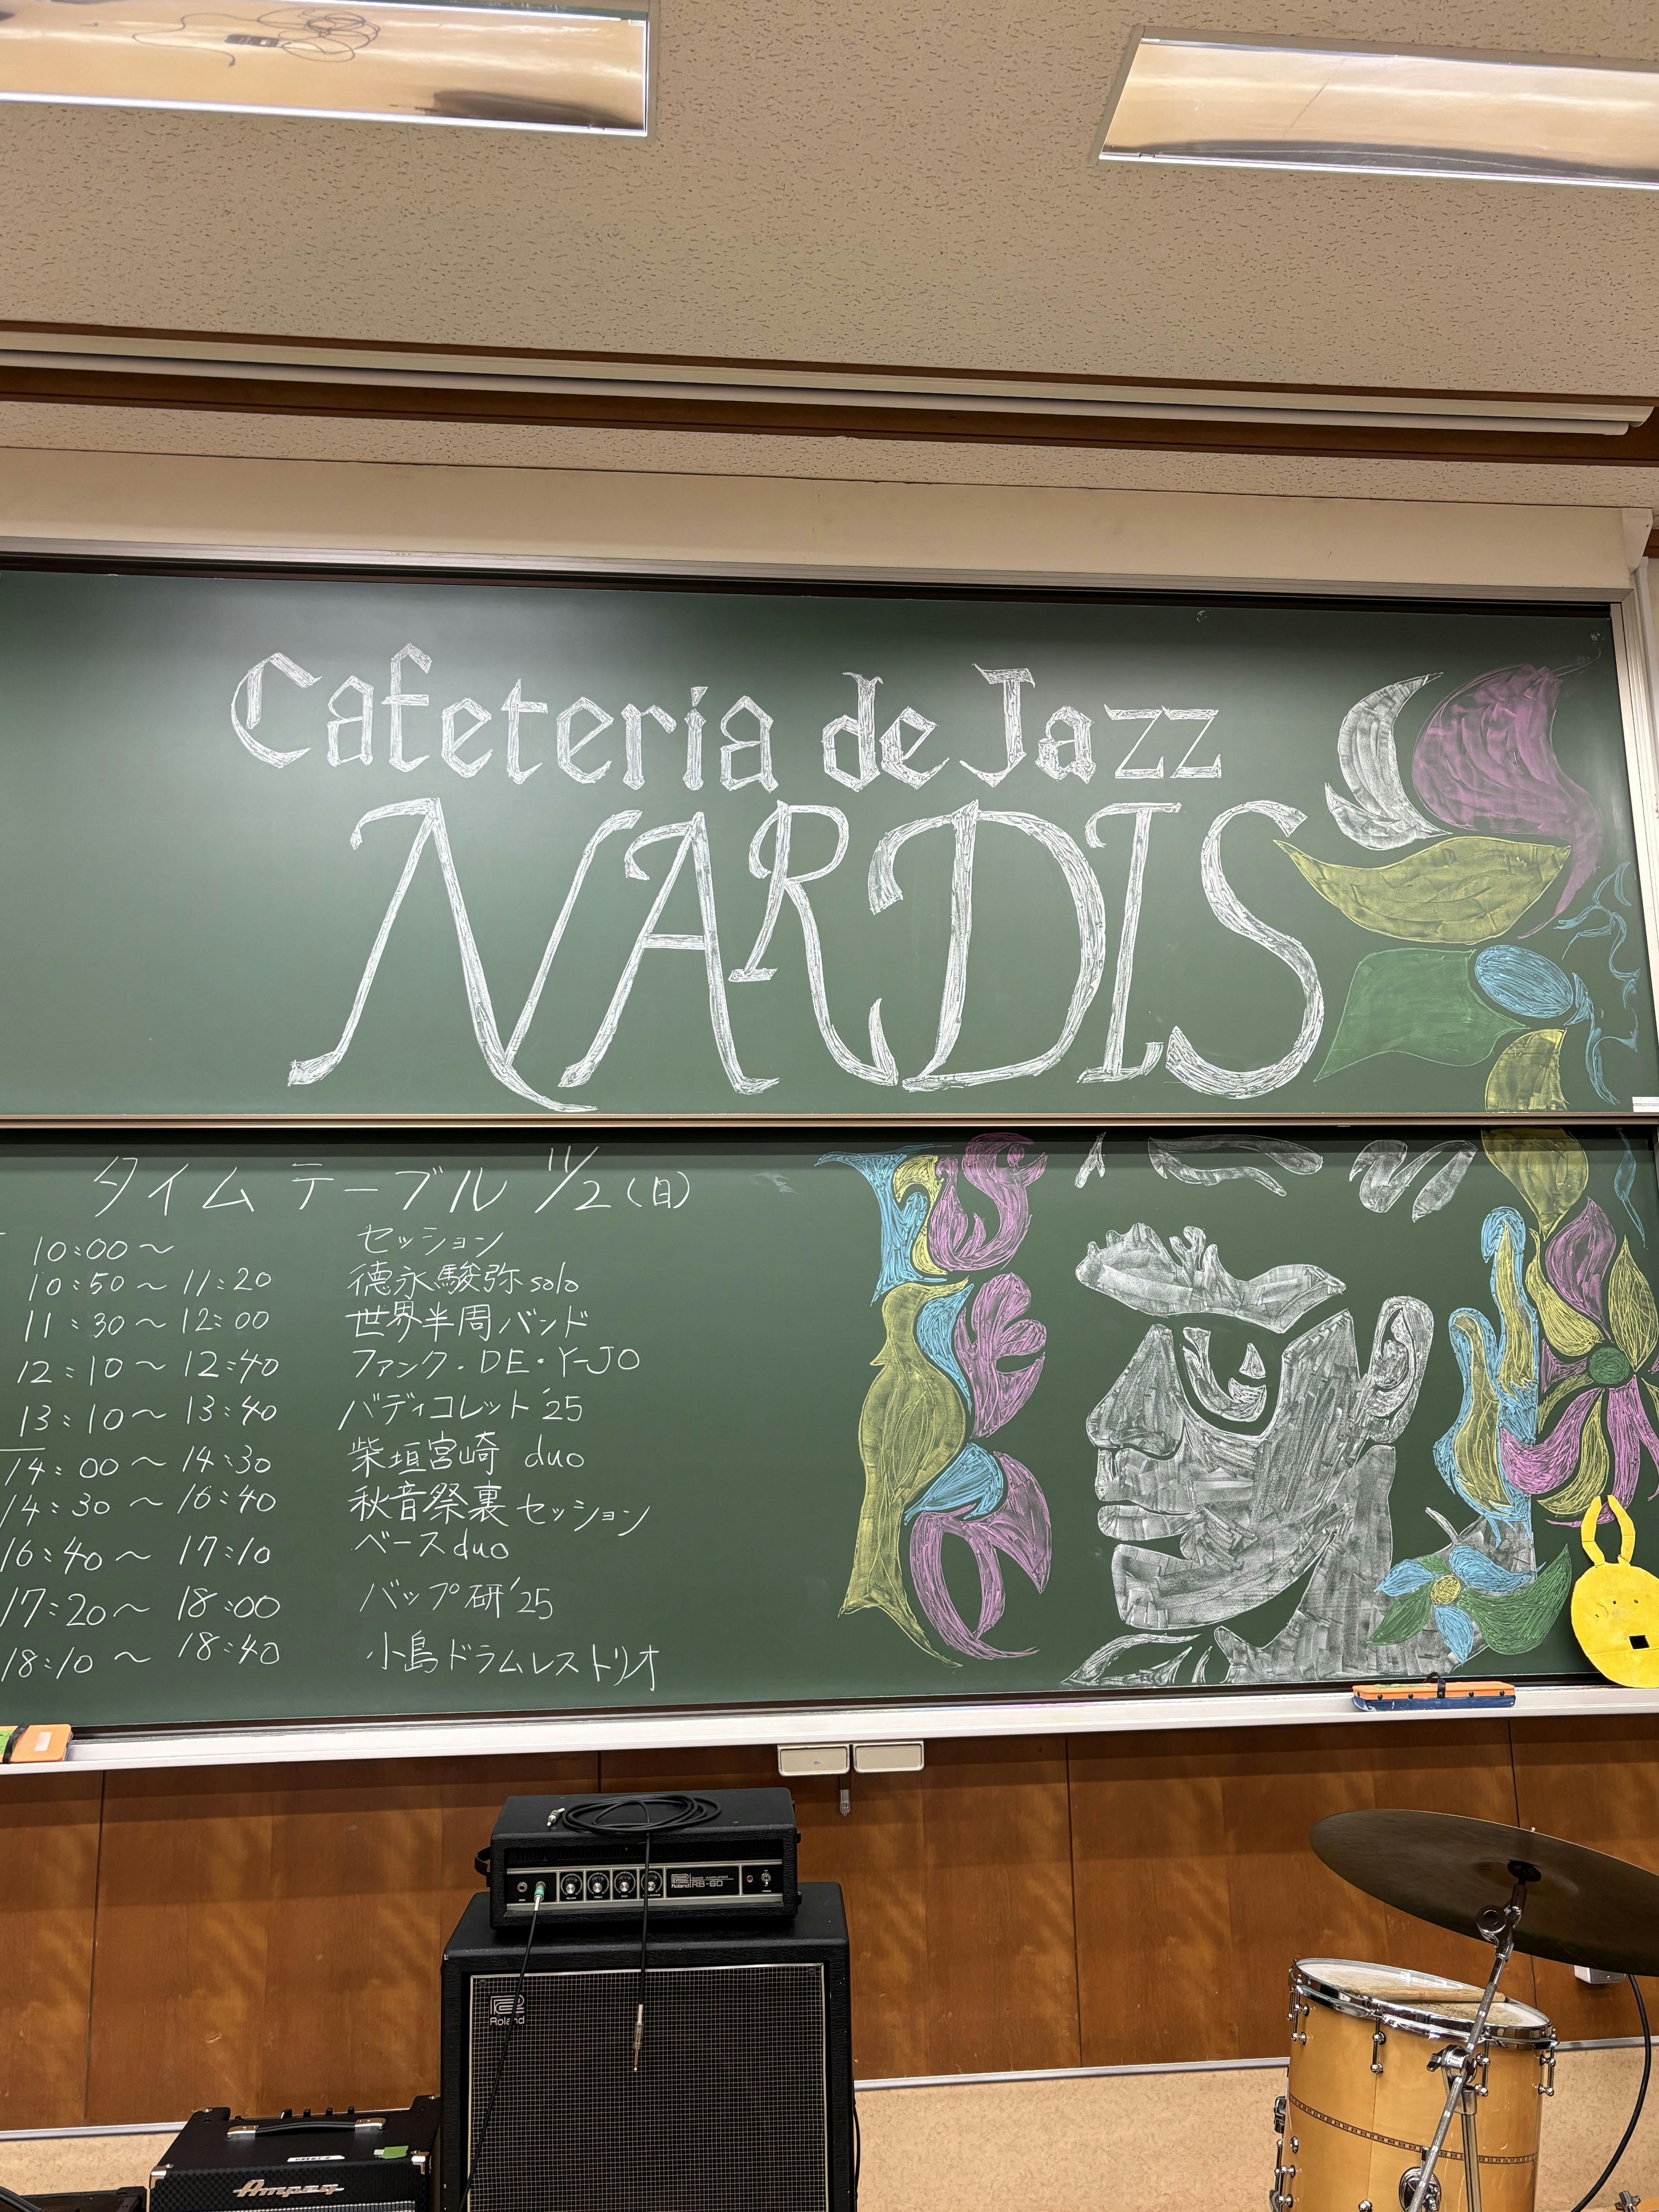 Cafeteria de Jazz
NARDIS
タイムテーブル 11/2(日)
10:00〜 セッション
10:50〜11:20 徳永駿弥 solo
11:30〜12:00 世界半周バンド
12:10〜12:40 ファンク・DE・Y-JO
13:10〜13:40 バディコレット'25
14:00〜14:30 柴垣宮崎 duo
14:30〜16:40 秋音祭裏セッション
16:40〜17:10 ベースduo
17:20〜18:00 バップ研'25
18:10〜18:40 小島ドラムレストリオ
Roland
RB-60
Roland
Ampeg